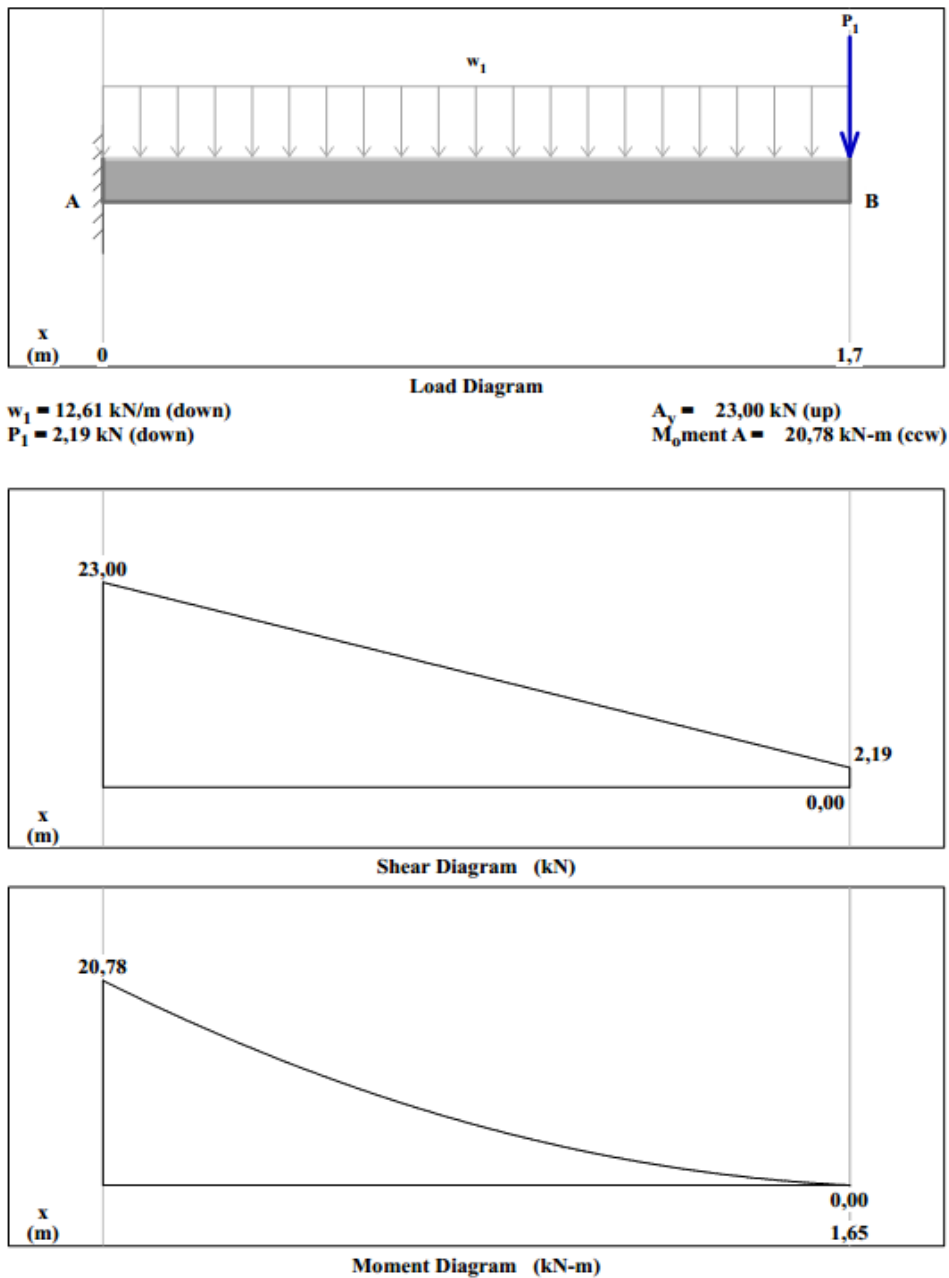 P1
w1
A
B
x
(m)
0
1,7
Load Diagram
w1 = 12,61 kN/m (down)
Ay = 23,00 kN (up)
P1 = 2,19 kN (down)
Moment A = 20,78 kN-m (ccw)
23,00
2,19
0,00
x
(m)
Shear Diagram (kN)
20,78
0,00
x
(m)
1,65
Moment Diagram (kN-m)